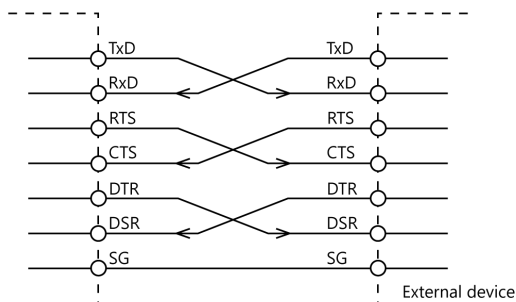 TxD TxD
RxD RxD
RTS RTS
CTS CTS
DTR DTR
DSR DSR
SG SG
External device